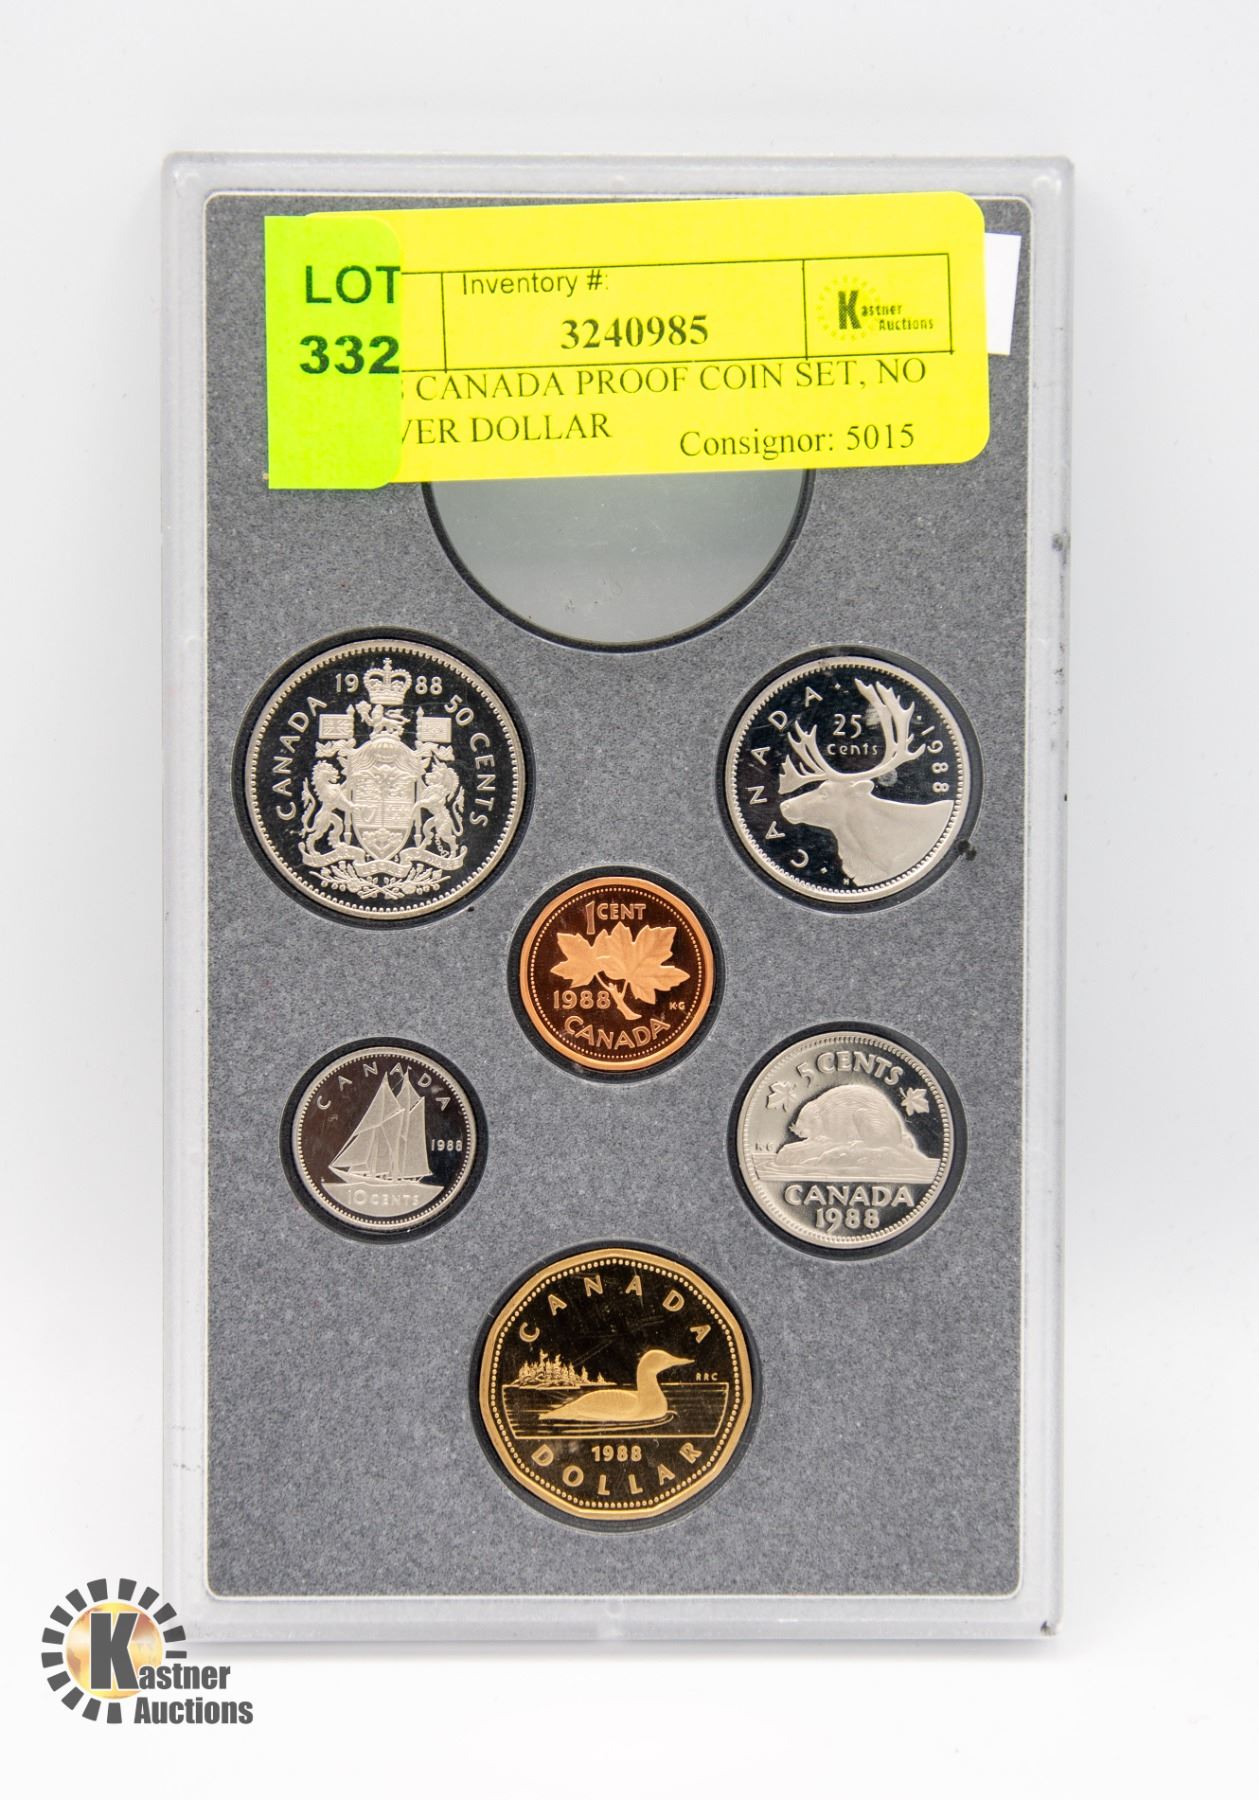 LOT
332
Inventory #:
3240985
Kastner
Auctions
CANADA PROOF COIN SET, NO
VER DOLLAR
Consignor: 5015
CANADA 1988 50 CENTS
CANADA 1988
25
cents
H
1 CENT
1988
K·G
CANADA
CANADA
1988
10 CENTS
5 CENTS
K·G
CANADA
1988
CANADA
RRC
1988
DOLLAR
Kastner
Auctions